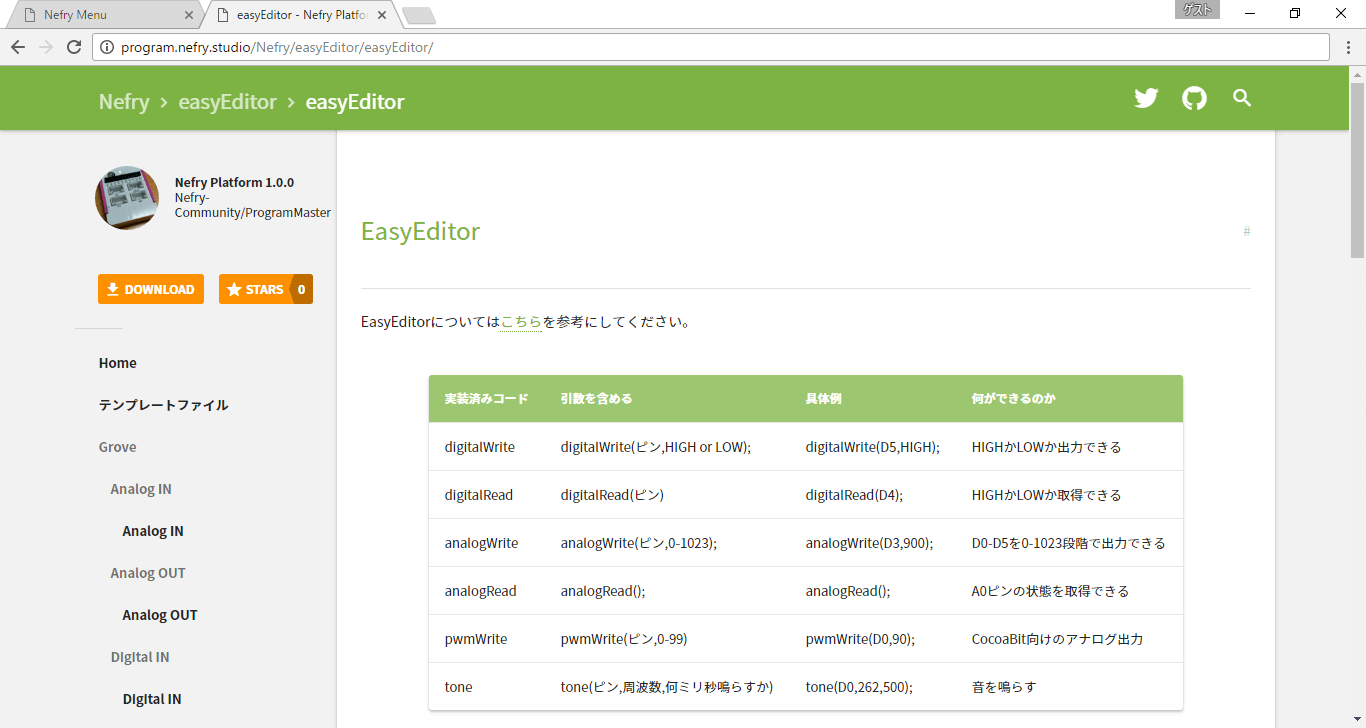 Nefry Menu
easyEditor - Nefry Platfo
ゲスト
program.nefry.studio/Nefry/easyEditor/easyEditor/
Nefry › easyEditor › easyEditor
Nefry Platform 1.0.0
Nefry-
Community/ProgramMaster
DOWNLOAD
STARS 0
Home
テンプレートファイル
Grove
Analog IN
Analog IN
Analog OUT
Analog OUT
Digital IN
Digital IN
EasyEditor #
EasyEditorについてはこちらを参考にしてください。
実装済みコード 引数を含める 具体例 何ができるのか
digitalWrite digitalWrite(ピン,HIGH or LOW); digitalWrite(D5,HIGH); HIGHかLOWか出力できる
digitalRead digitalRead(ピン) digitalRead(D4); HIGHかLOWか取得できる
analogWrite analogWrite(ピン,0-1023); analogWrite(D3,900); D0-D5を0-1023段階で出力できる
analogRead analogRead(); analogRead(); A0ピンの状態を取得できる
pwmWrite pwmWrite(ピン,0-99) pwmWrite(D0,90); CocoaBit向けのアナログ出力
tone tone(ピン,周波数,何ミリ秒鳴らすか) tone(D0,262,500); 音を鳴らす